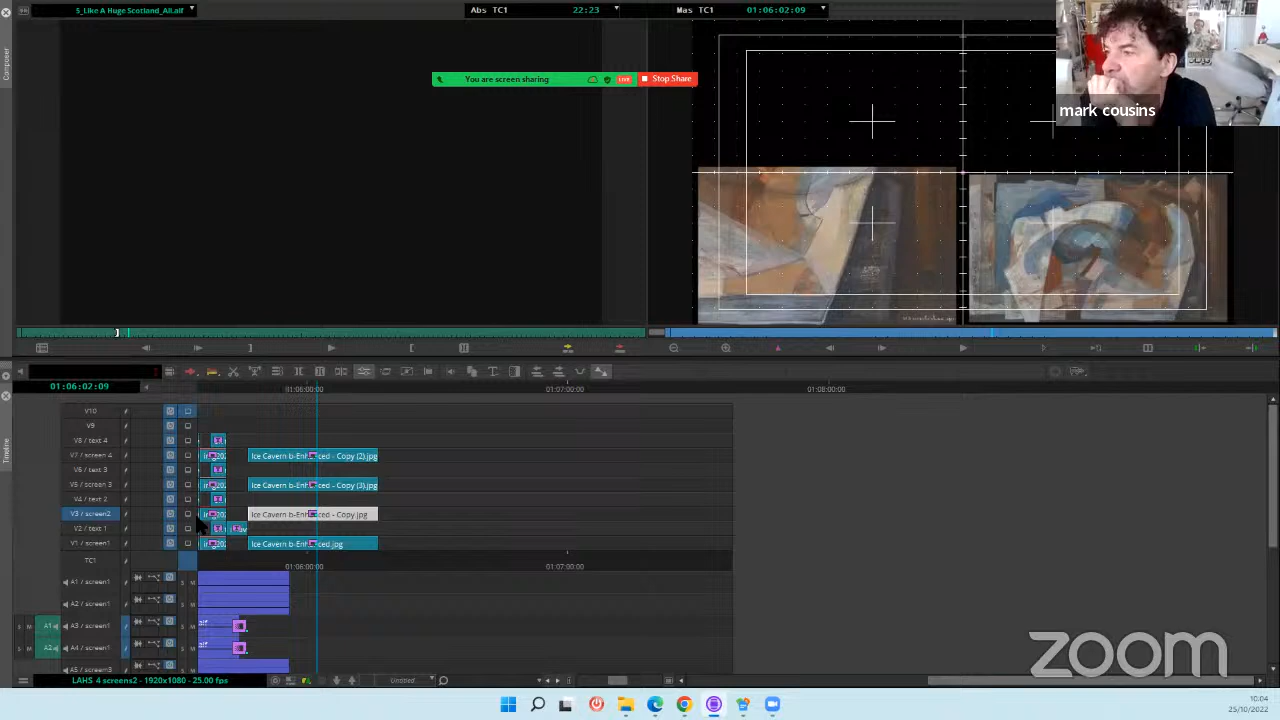 5_Like A Huge Scotland_All.alf
Abs TC1 22:23 Mas TC1 01:06:02:09
Composer
You are screen sharing LIVE Stop Share
mark cousins
01:06:02:09
01:06:00:00 01:07:00:00 01:08:00:00
V10
V9
V8 / text 4
V7 / screen 4 Ice Cavern b-Enh ced - Copy (2).jpg
V6 / text 3
V5 / screen 3 Ice Cavern b-Enh ced - Copy (3).jpg
V4 / text 2
V3 / screen2 Ice Cavern b-Enh ced - Copy.jpg
V2 / text 1
V1 / screen1 Ice Cavern b-Enh ced.jpg
Timeline
TC1 01:06:00:00 01:07:00:00
A1 / screen1 S M
A2 / screen1 S M
S M A1 A3 / screen1 S M
S M A2 A4 / screen1 S M
A5 / screen3
zoom
LAHS 4 screens2 - 1920x1080 - 25.00 fps Untitled
10:04
25/10/2022